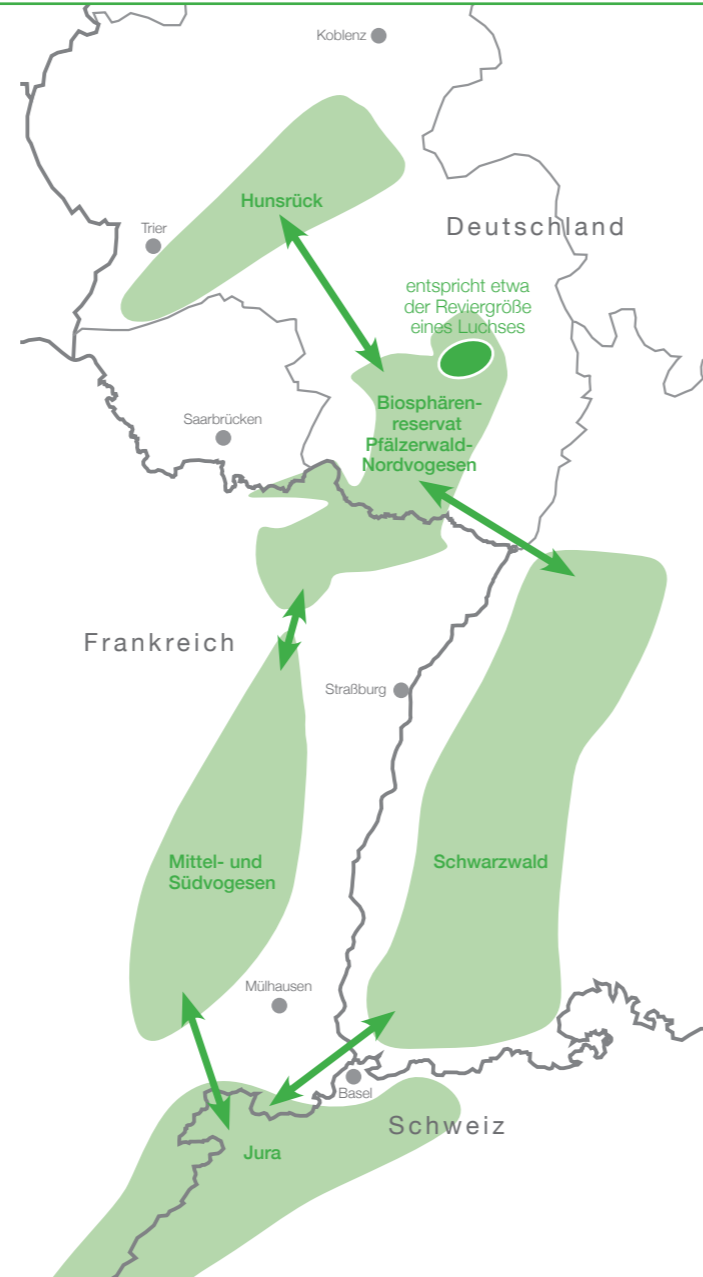 Koblenz
Hunsrück
Trier
Deutschland
entspricht etwa
der Reviergröße
eines Luchses
Biosphären-
reservat
Pfälzerwald-
Nordvogesen
Saarbrücken
Frankreich
Straßburg
Mittel- und
Südvogesen
Schwarzwald
Mülhausen
Basel
Schweiz
Jura